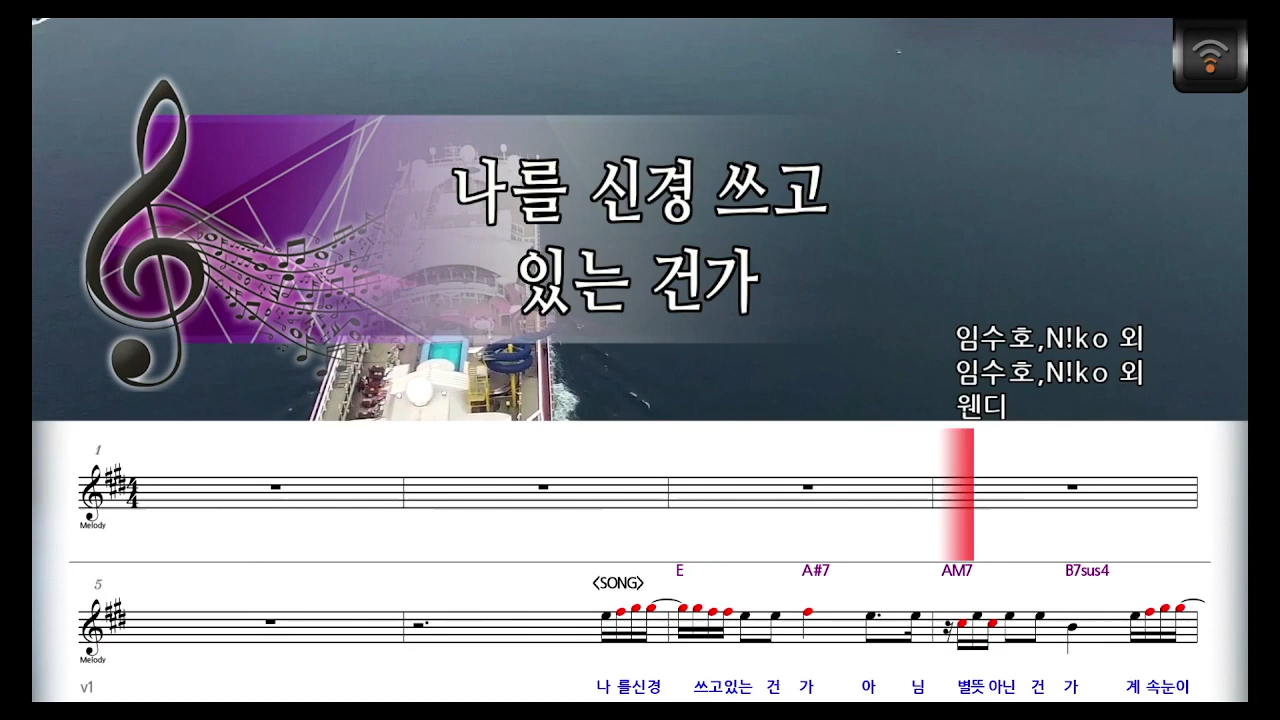 나를 신경 쓰고
있는 건가
임수호,N!ko 외
임수호,N!ko 외
웬디
1
4
4
Melody
E A#7 AM7 B7sus4
5 <SONG>
Melody
v1 나 를신경 쓰고있는 건 가 아 님 별뜻 아닌 건 가 계 속눈이